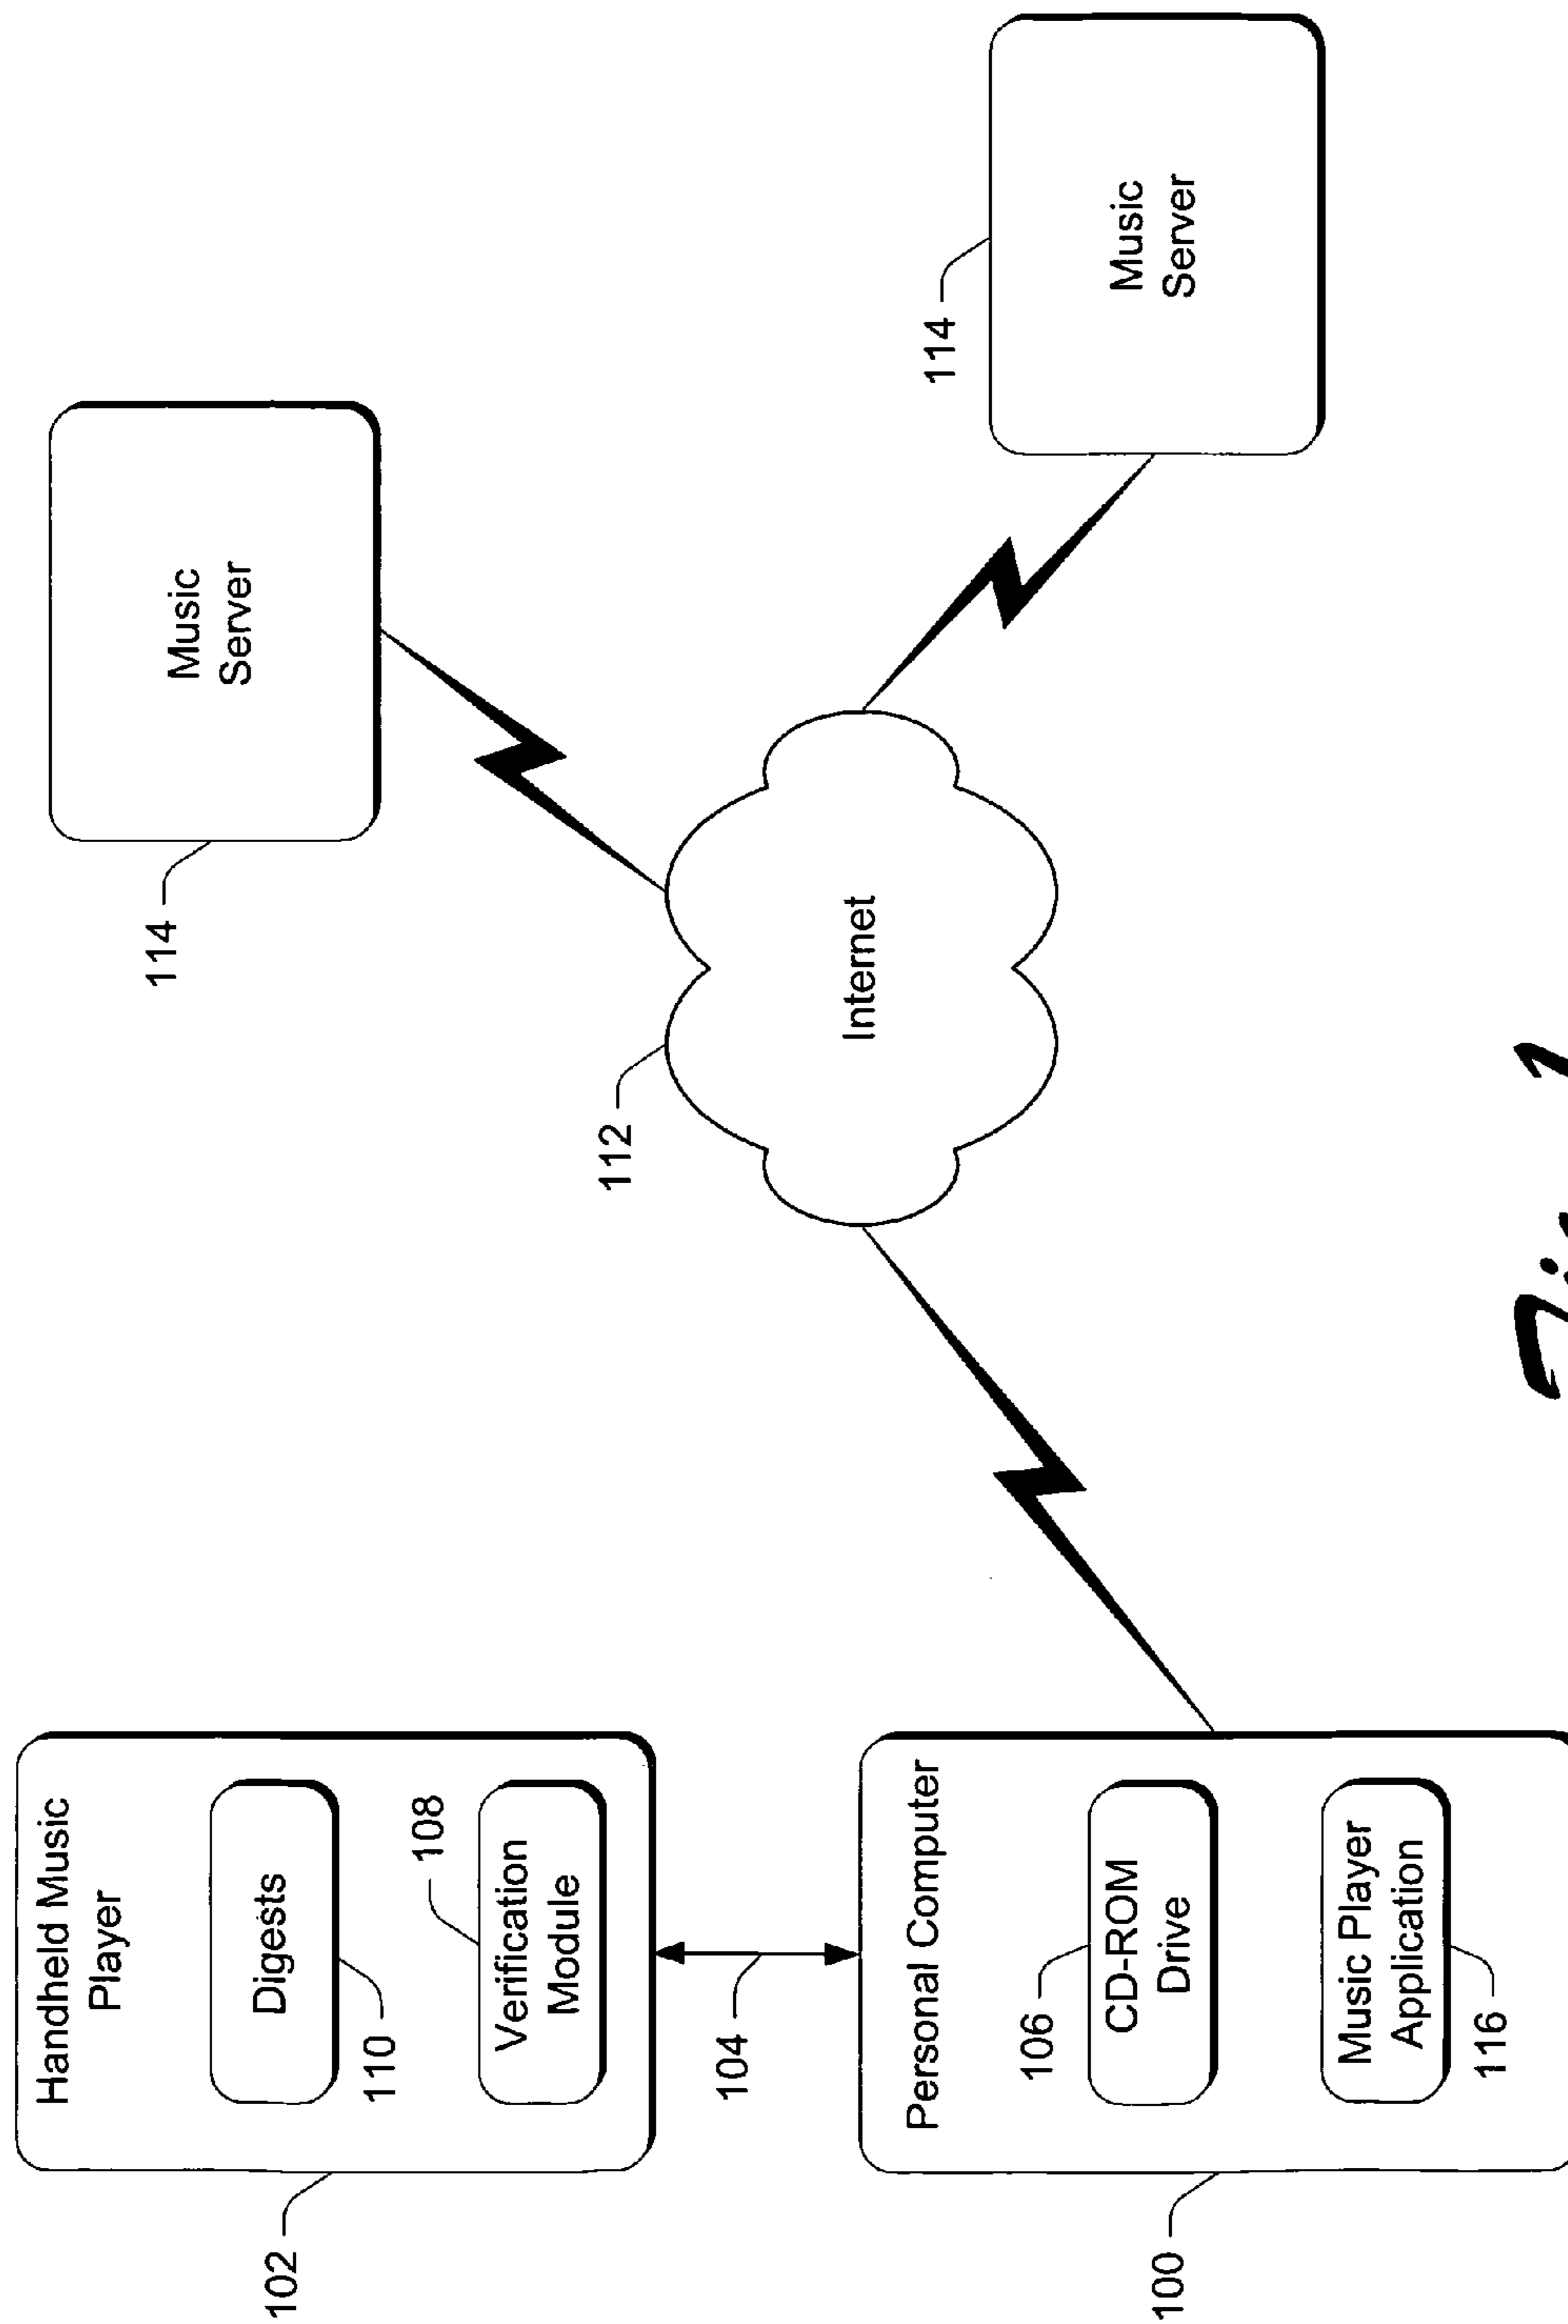 Handheld Music
Player
Digests
110
108
Verification
Module
102
104
Personal Computer
106
CD-ROM
Drive
Music Player
Application
116
100
112
Internet
114
Music
Server
114
Music
Server